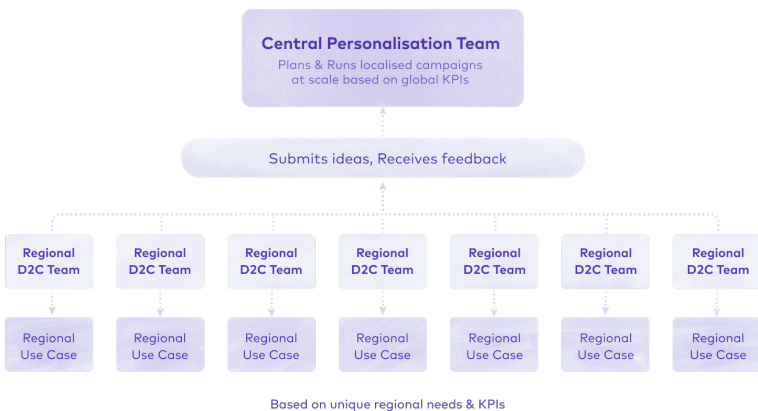 Central Personalisation Team
Plans & Runs localised campaigns
at scale based on global KPIs
Submits ideas, Receives feedback
Regional
D2C Team
Regional
D2C Team
Regional
D2C Team
Regional
D2C Team
Regional
D2C Team
Regional
D2C Team
Regional
D2C Team
Regional
Use Case
Regional
Use Case
Regional
Use Case
Regional
Use Case
Regional
Use Case
Regional
Use Case
Regional
Use Case
Based on unique regional needs & KPIs